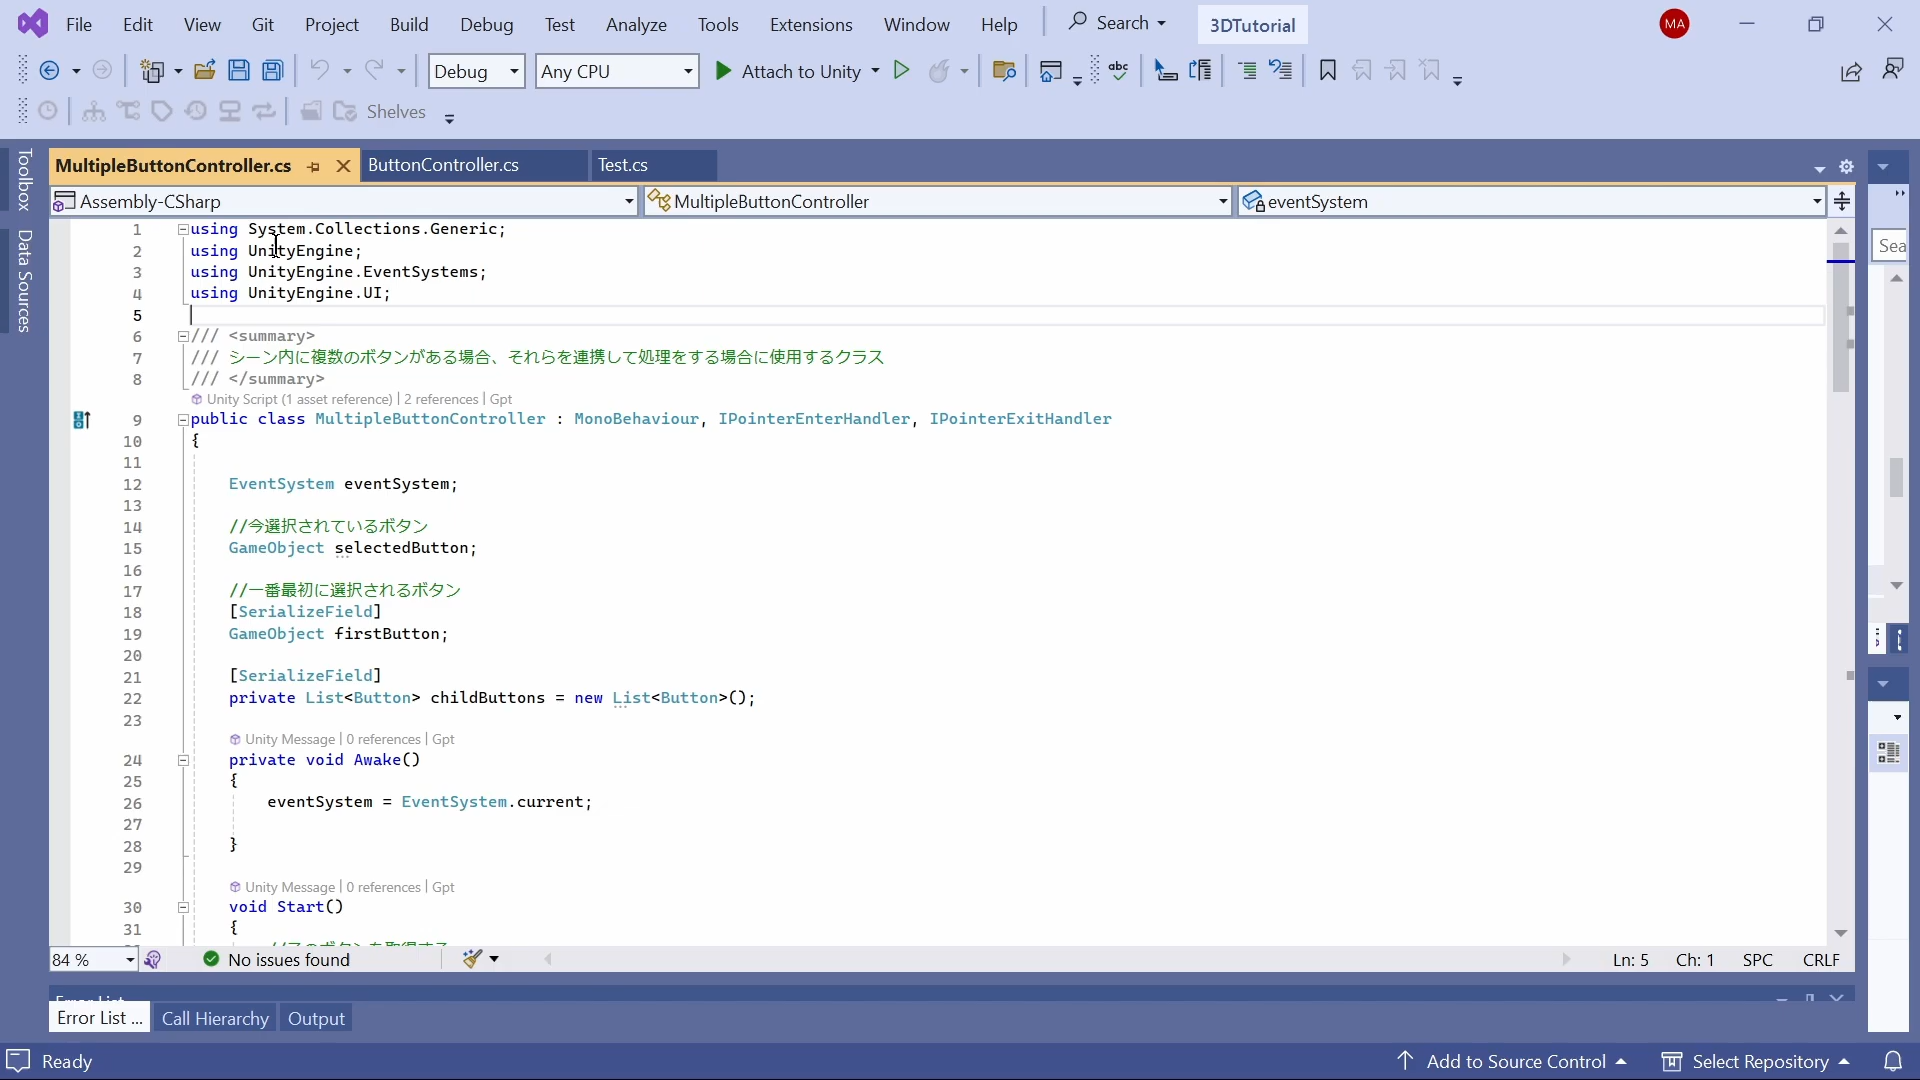 File Edit View Git Project Build Debug Test Analyze Tools Extensions Window Help Search 3DTutorial MA
Debug Any CPU Attach to Unity abc
Shelves
Toolbox
Data Sources
MultipleButtonController.cs ButtonController.cs Test.cs
Assembly-CSharp MultipleButtonController eventSystem
Sea
1 using System.Collections.Generic;
2 using UnityEngine;
3 using UnityEngine.EventSystems;
4 using UnityEngine.UI;
5
6 /// <summary>
7 /// シーン内に複数のボタンがある場合、それらを連携して処理をする場合に使用するクラス
8 /// </summary>
Unity Script (1 asset reference) | 2 references | Gpt
9 public class MultipleButtonController : MonoBehaviour, IPointerEnterHandler, IPointerExitHandler
10 {
11
12 EventSystem eventSystem;
13
14 //今選択されているボタン
15 GameObject selectedButton;
16
17 //一番最初に選択されるボタン
18 [SerializeField]
19 GameObject firstButton;
20
21 [SerializeField]
22 private List<Button> childButtons = new List<Button>();
23
Unity Message | 0 references | Gpt
24 private void Awake()
25 {
26 eventSystem = EventSystem.current;
27
28 }
29
Unity Message | 0 references | Gpt
30 void Start()
31 {
84 % No issues found Ln: 5 Ch: 1 SPC CRLF
Error List ... Call Hierarchy Output
Ready Add to Source Control Select Repository